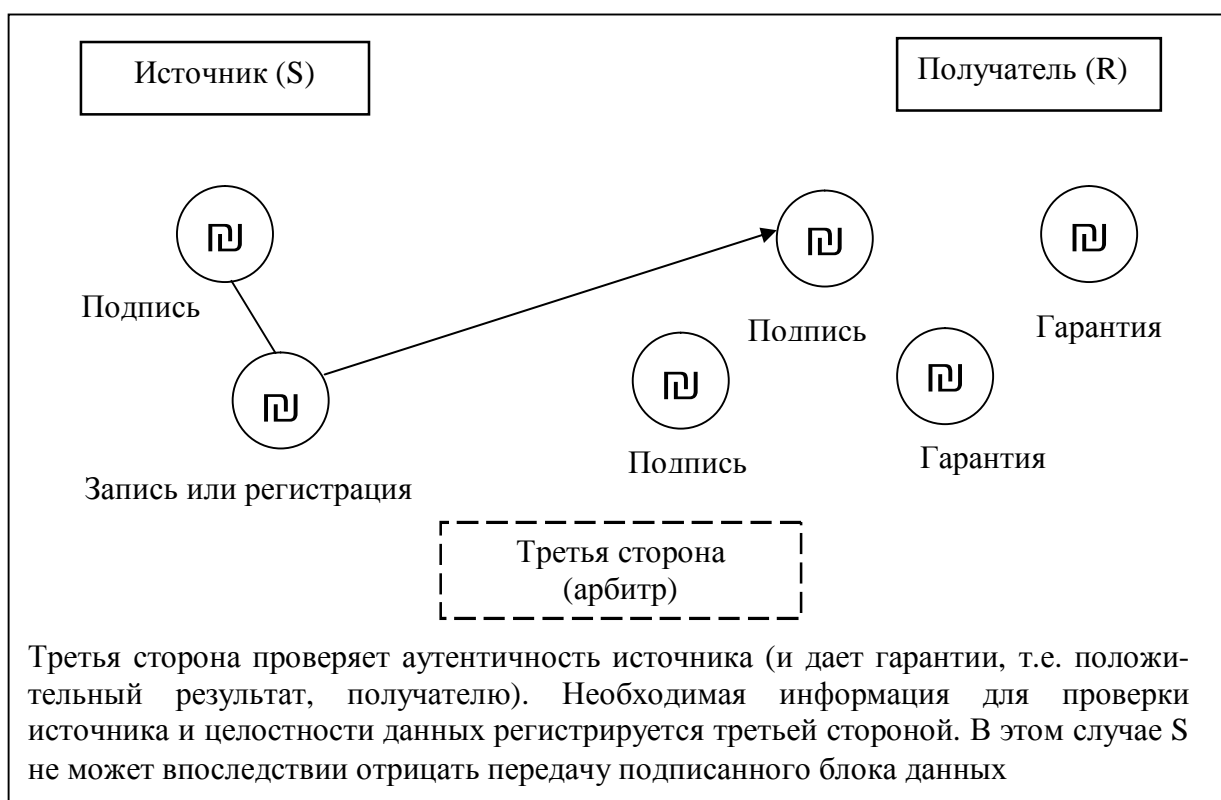 Источник (S)
Получатель (R)
₪
₪
₪
Подпись
Подпись
Гарантия
₪
₪
₪
Подпись
Гарантия
Запись или регистрация
Третья сторона
(арбитр)
Третья сторона проверяет аутентичность источника (и дает гарантии, т.е. положи-
тельный результат, получателю). Необходимая информация для проверки
источника и целостности данных регистрируется третьей стороной. В этом случае S
не может впоследствии отрицать передачу подписанного блока данных